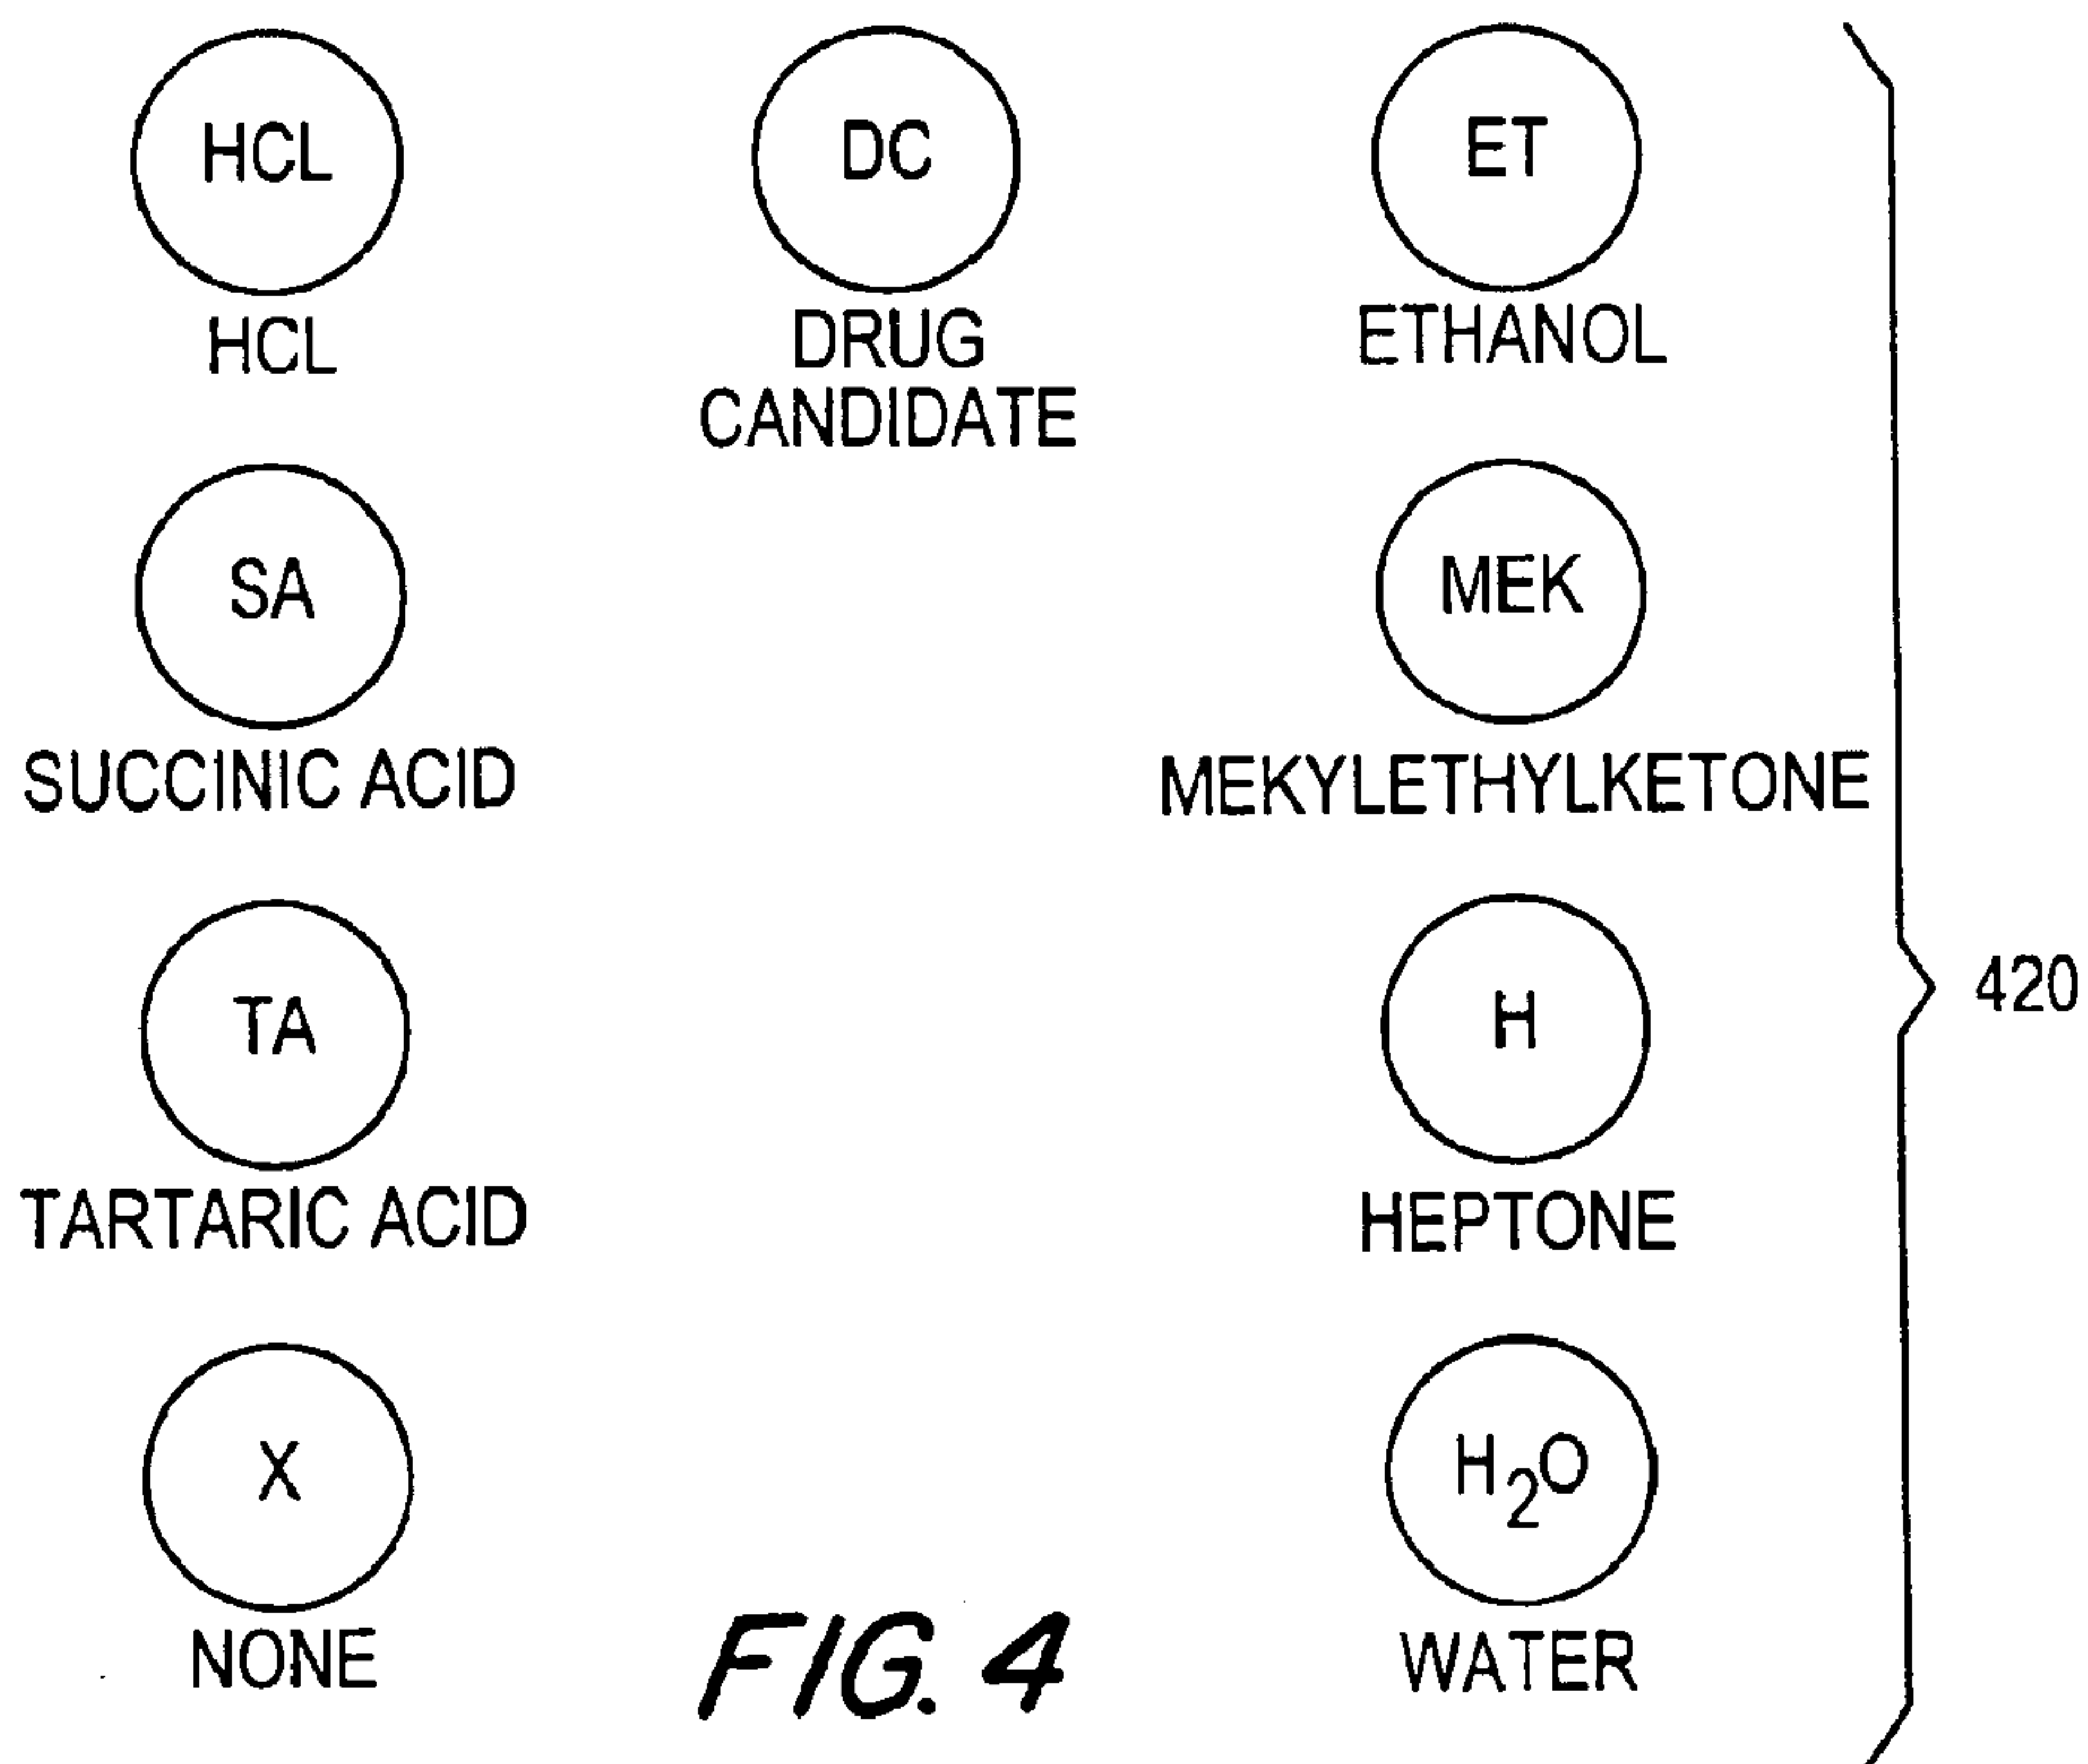 HCL
HCL
DC
DRUG
CANDIDATE
ET
ETHANOL
SA
SUCCINIC ACID
MEK
MEKYLETHYLKETONE
TA
TARTARIC ACID
H
HEPTONE
420
X
NONE
H₂O
WATER
FIG. 4